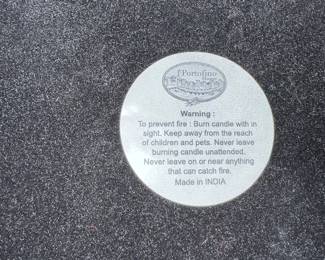 Portofino
Warning :
To prevent fire : Burn candle with in
sight. Keep away from the reach
of children and pets. Never leave
burning candle unattended.
Never leave on or near anything
that can catch fire.
Made in INDIA